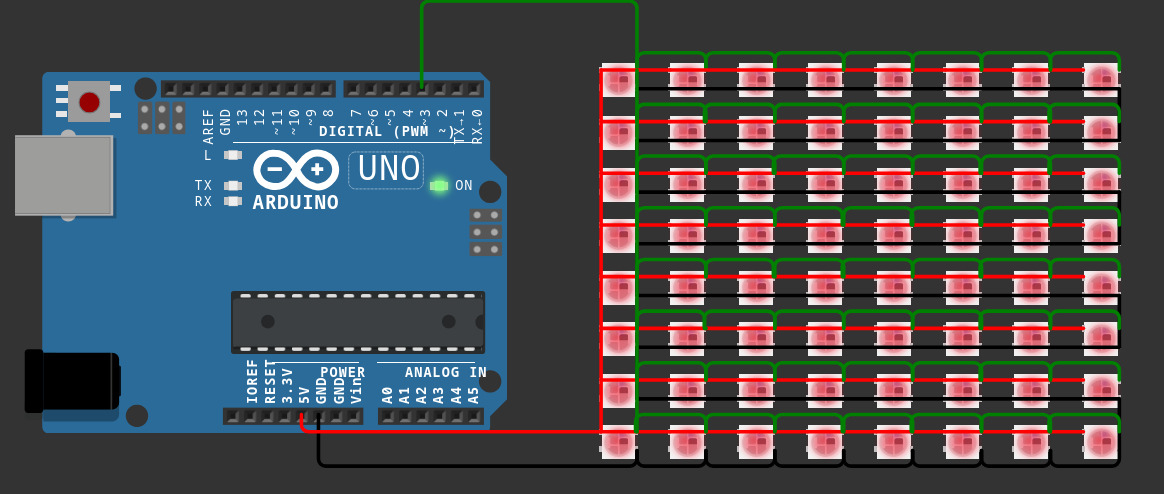 AREF
GND
13
12
~11
~10
~9
8
7
~6
~5
4
~3
~2
TX→1
RX←0
DIGITAL (PWM ~)
L
TX
RX
UNO
ON
ARDUINO
IOREF
RESET
3.3V
5V
GND
GND
Vin
POWER
ANALOG IN
A0
A1
A2
A3
A4
A5